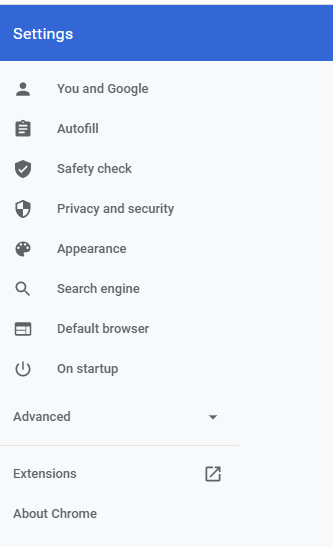 Settings
You and Google
Autofill
Safety check
Privacy and security
Appearance
Search engine
Default browser
On startup
Advanced
Extensions
About Chrome